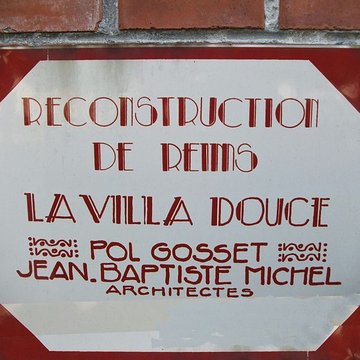 RECONSTRUCTION
DE REIMS
LA VILLA DOUCE
POL GOSSET
JEAN.BAPTISTE MICHEL
ARCHITECTES